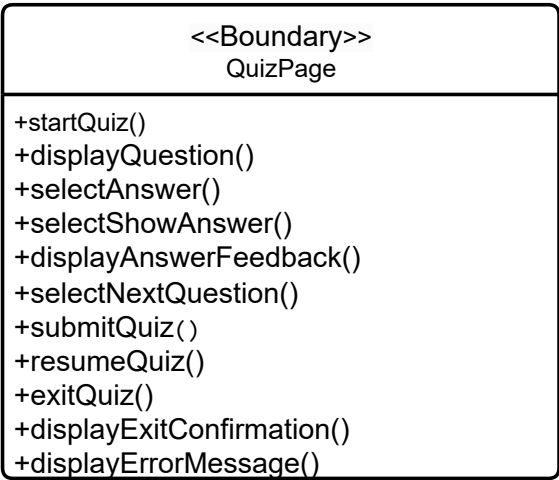 <<Boundary>>
QuizPage
+startQuiz()
+displayQuestion()
+selectAnswer()
+selectShowAnswer()
+displayAnswerFeedback()
+selectNextQuestion()
+submitQuiz()
+resumeQuiz()
+exitQuiz()
+displayExitConfirmation()
+displayErrorMessage()